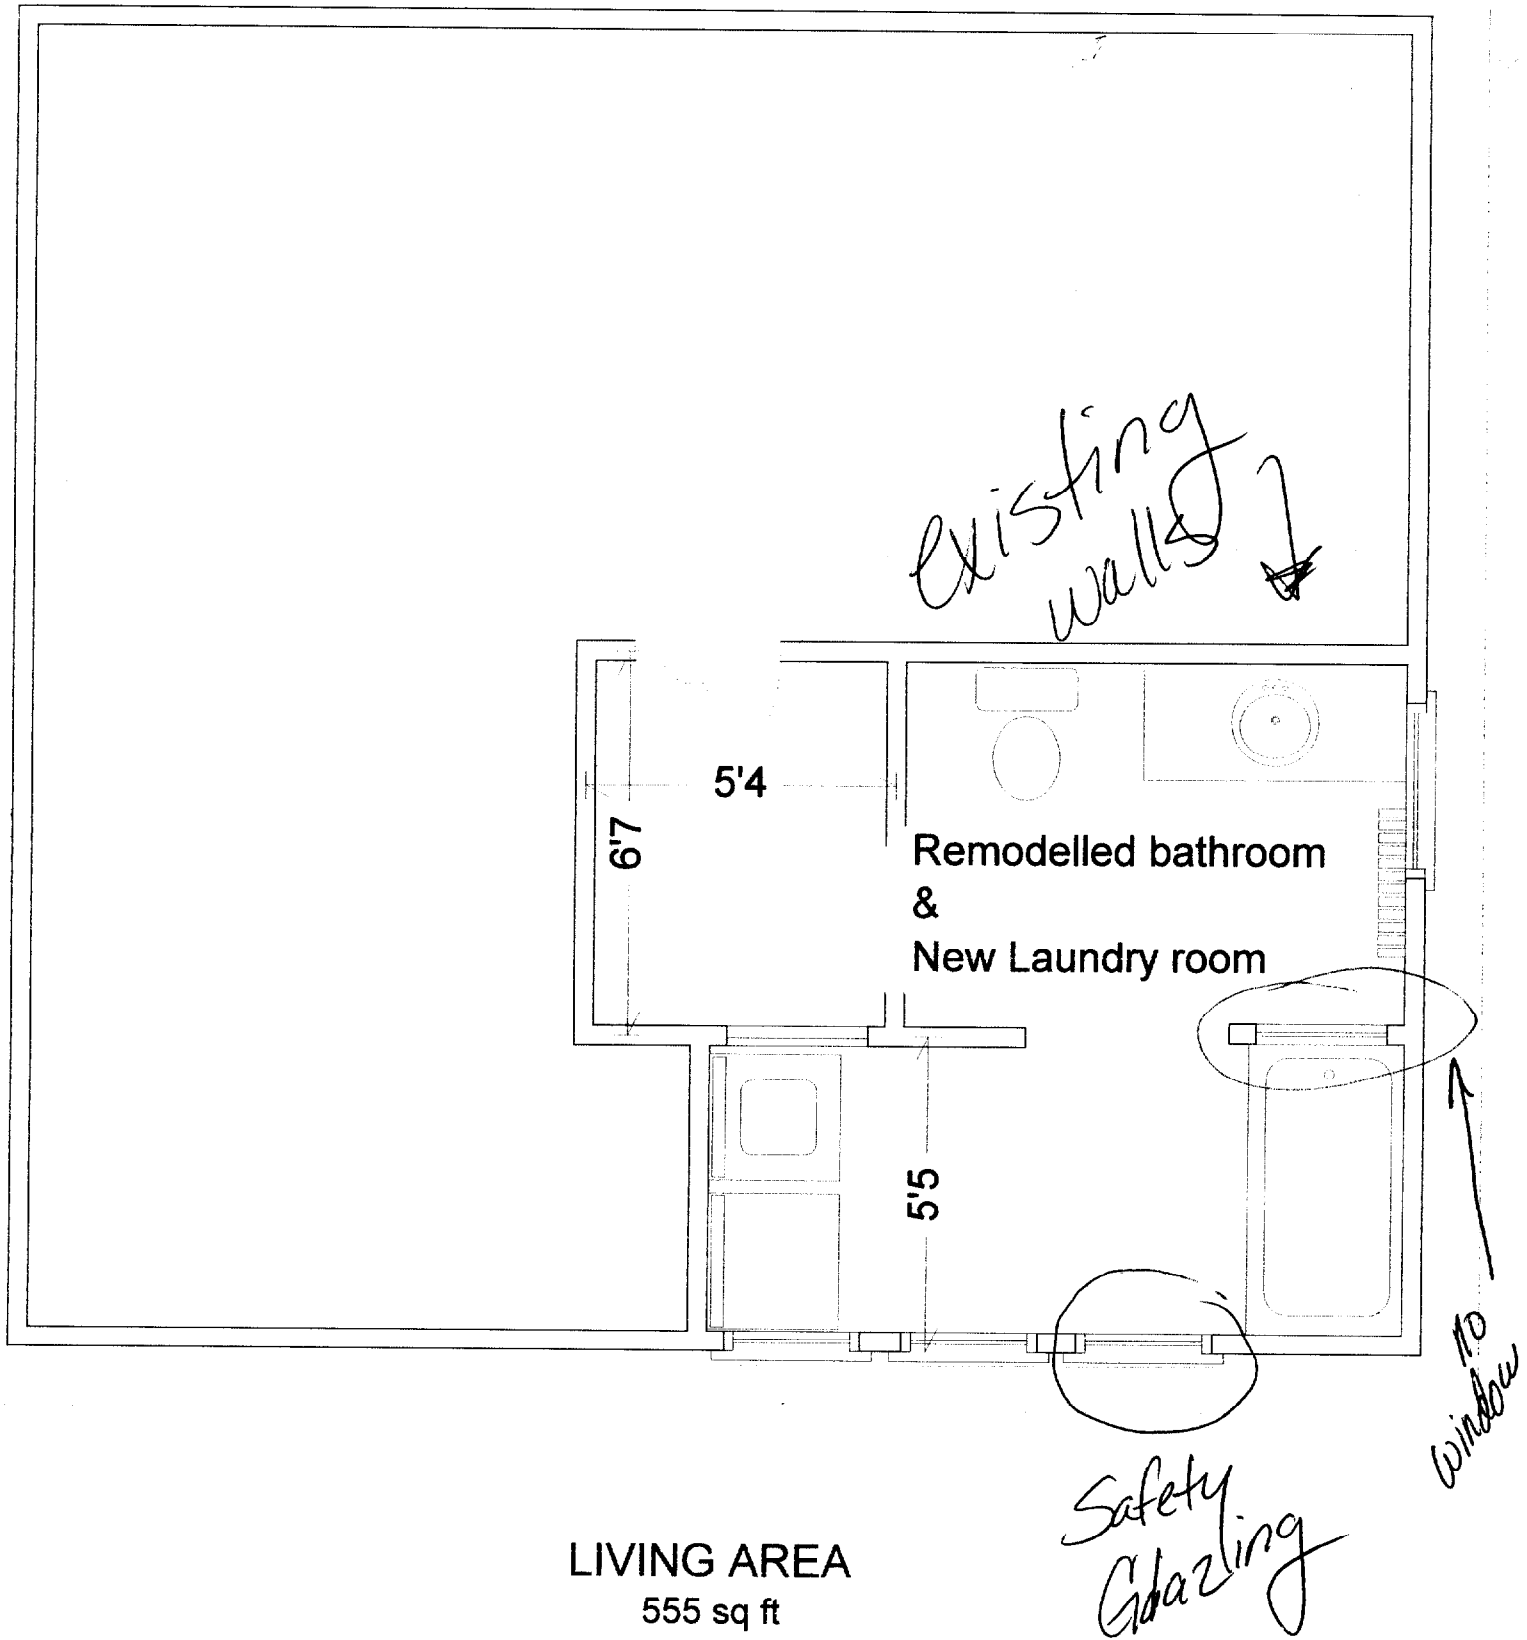 existing
walls
5'4
6'7
Remodelled bathroom
&
New Laundry room
5'5
no
window
Safety
Glazling
LIVING AREA
555 sq ft